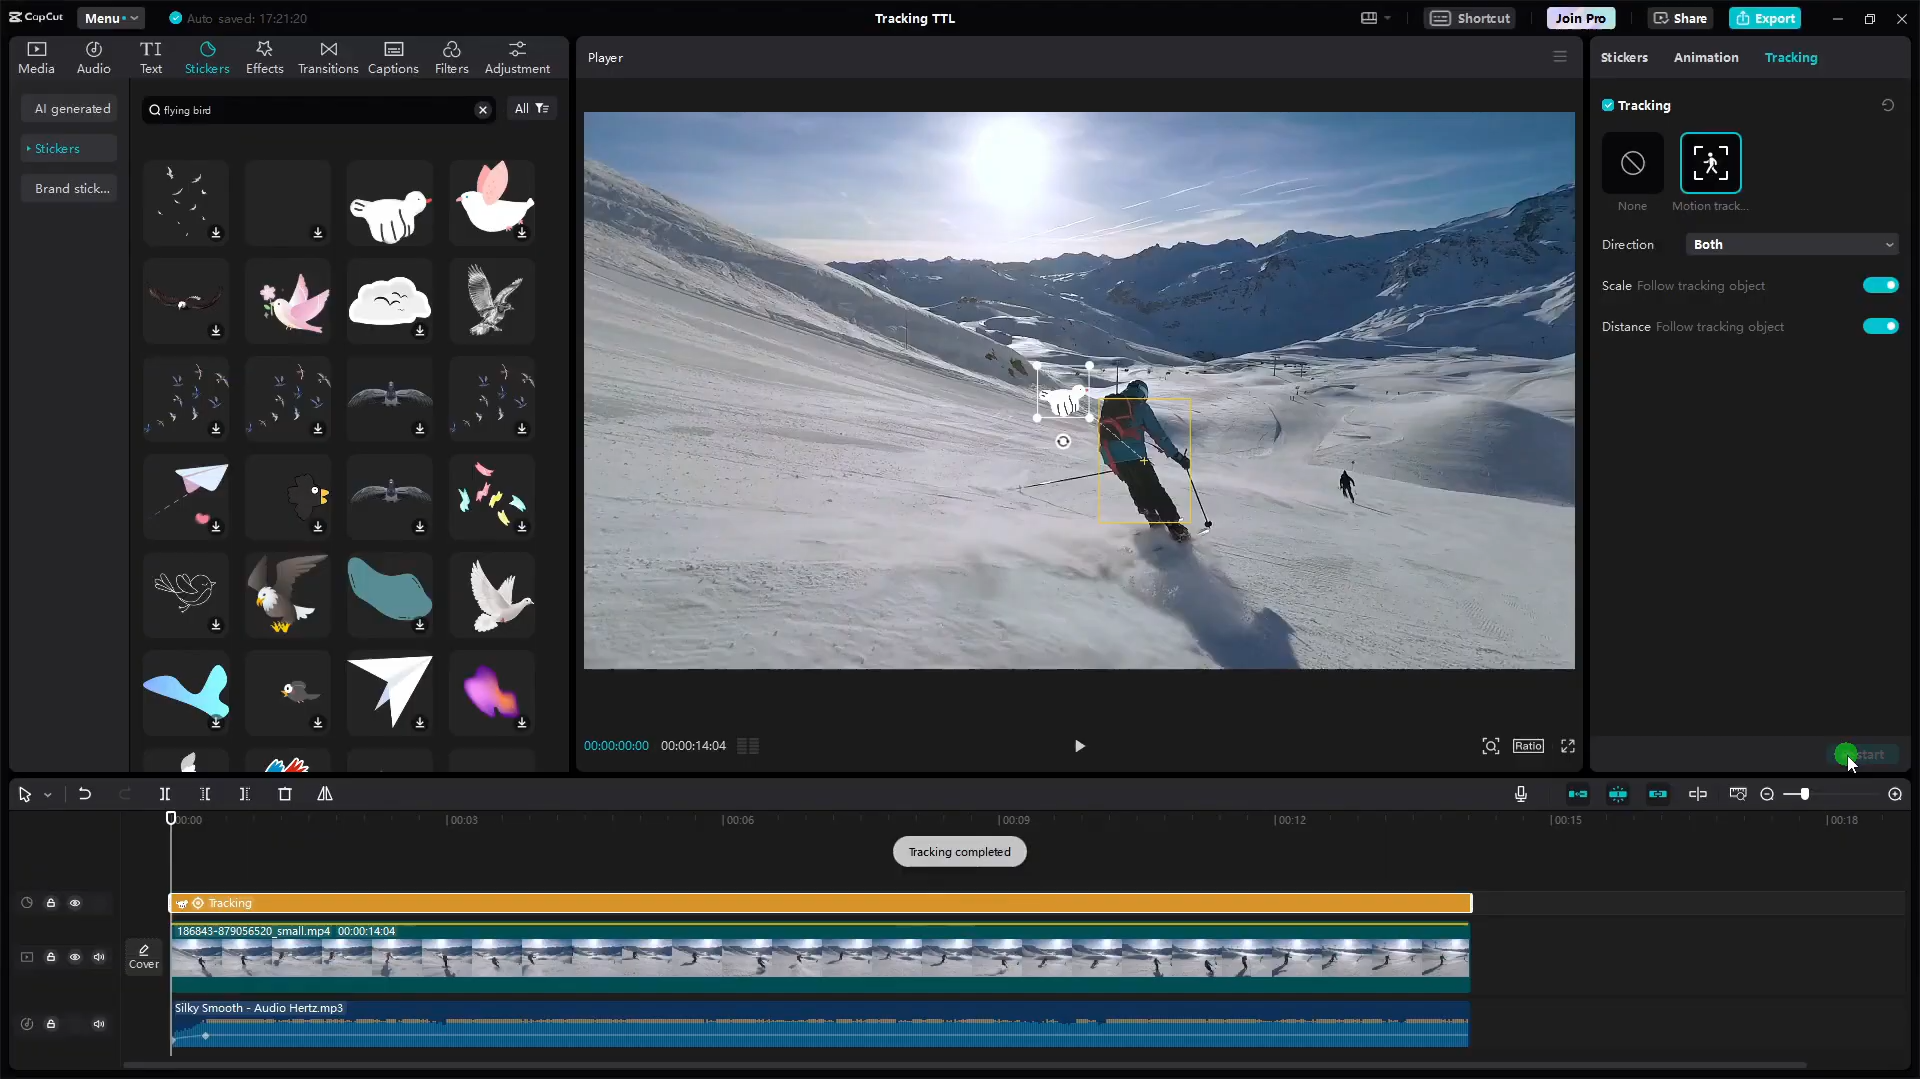 CapCut
Menu
Auto saved: 17:21:20
Tracking TTL
Shortcut
Join Pro
Share
Export
Media
Audio
TI
Text
Stickers
Effects
Transitions
Captions
Filters
Adjustment
AI generated
Stickers
Brand stick...
flying bird
All
Player
Stickers
Animation
Tracking
Tracking
None
Motion track...
Direction
Both
Scale Follow tracking object
Distance Follow tracking object
00:00:00:00
00:00:14:04
Ratio
00:00
00:03
00:06
00:09
00:12
00:15
00:18
Tracking completed
Tracking
186843-879056520_small.mp4 00:00:14:04
Cover
Silky Smooth - Audio Hertz.mp3